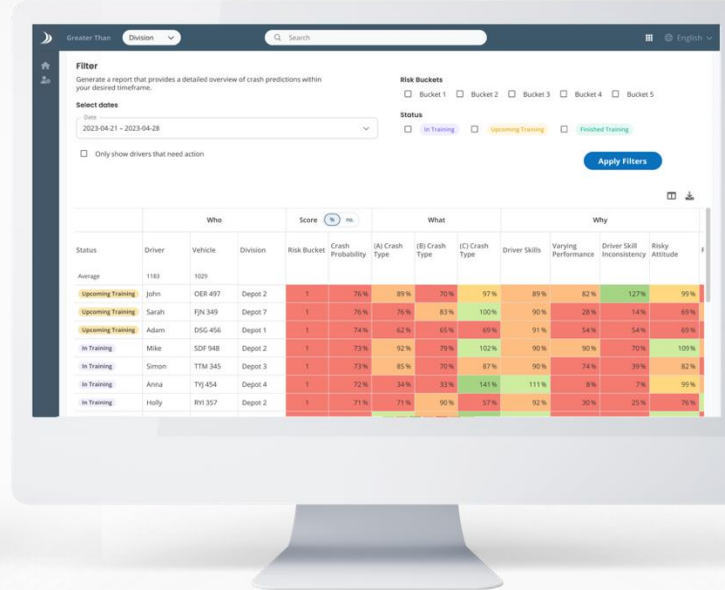 Greater Than Division Search English
Filter
Generate a report that provides a detailed overview of crash predictions within
your desired timeframe.
Select dates
Date
2023-04-21 – 2023-04-28
Only show drivers that need action
Risk Buckets
Bucket 1 Bucket 2 Bucket 3 Bucket 4 Bucket 5
Status
In Training Upcoming Training Finished Training
Apply Filters
Who Score % no. What Why
Status Driver Vehicle Division Risk Bucket Crash Probability (A) Crash Type (B) Crash Type (C) Crash Type Driver Skills Varying Performance Driver Skill Inconsistency Risky Attitude
Average 1183 1029
Upcoming Training John OER 497 Depot 2 1 76% 89% 70% 97% 89% 82% 127% 99%
Upcoming Training Sarah FJN 349 Depot 7 1 76% 76% 83% 100% 90% 28% 14% 69%
Upcoming Training Adam DSG 456 Depot 1 1 74% 62% 65% 69% 91% 54% 54% 69%
In Training Mike SDF 948 Depot 2 1 73% 92% 79% 102% 90% 90% 70% 109%
In Training Simon TTM 345 Depot 3 1 73% 85% 70% 87% 90% 74% 39% 82%
In Training Anna TYJ 454 Depot 4 1 72% 34% 33% 141% 111% 8% 7% 99%
In Training Holly RYI 357 Depot 2 1 71% 71% 90% 57% 92% 30% 25% 76%